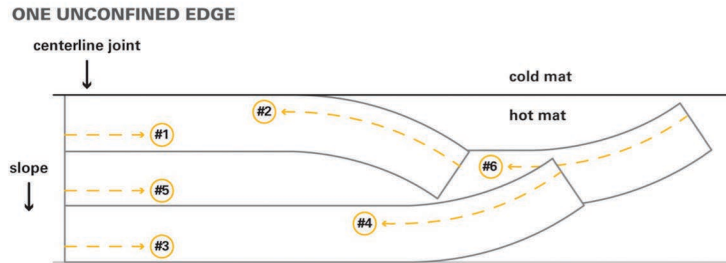 ONE UNCONFINED EDGE
centerline joint
cold mat
hot mat
#2
#1
#6
slope
#5
#4
#3